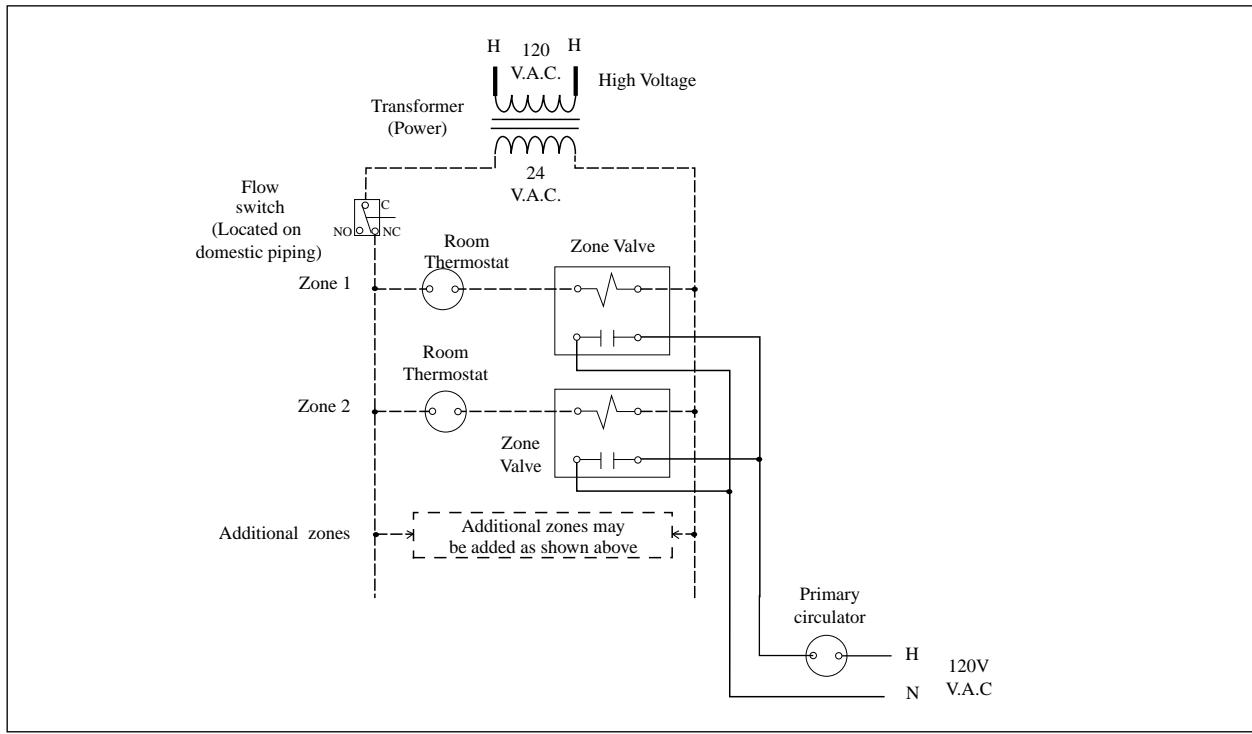 H 120 H
V.A.C.
High Voltage
Transformer
(Power)
24
V.A.C.
Flow
switch
(Located on
domestic piping)
C
NO NC
Room
Thermostat
Zone Valve
Zone 1
Room
Thermostat
Zone 2
Zone
Valve
Additional zones
Additional zones may
be added as shown above
Primary
circulator
H
N
120V
V.A.C